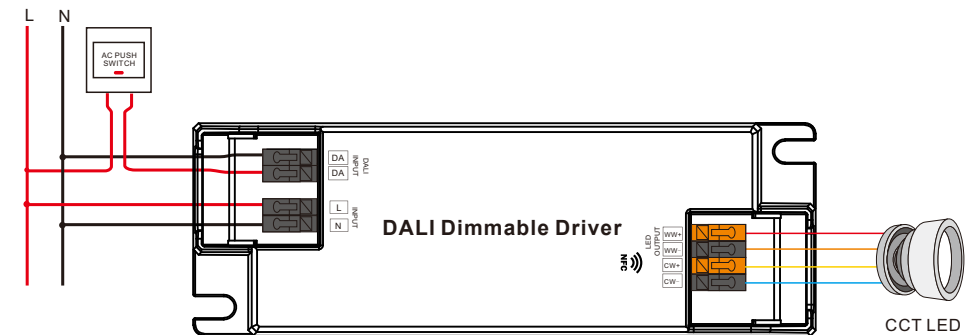 L N
AC PUSH
SWITCH
DA
DA
DALI
INPUT
L
N
INPUT
DALI Dimmable Driver
NFC
LED
OUTPUT
WW+
WW-
CW+
CW-
CCT LED